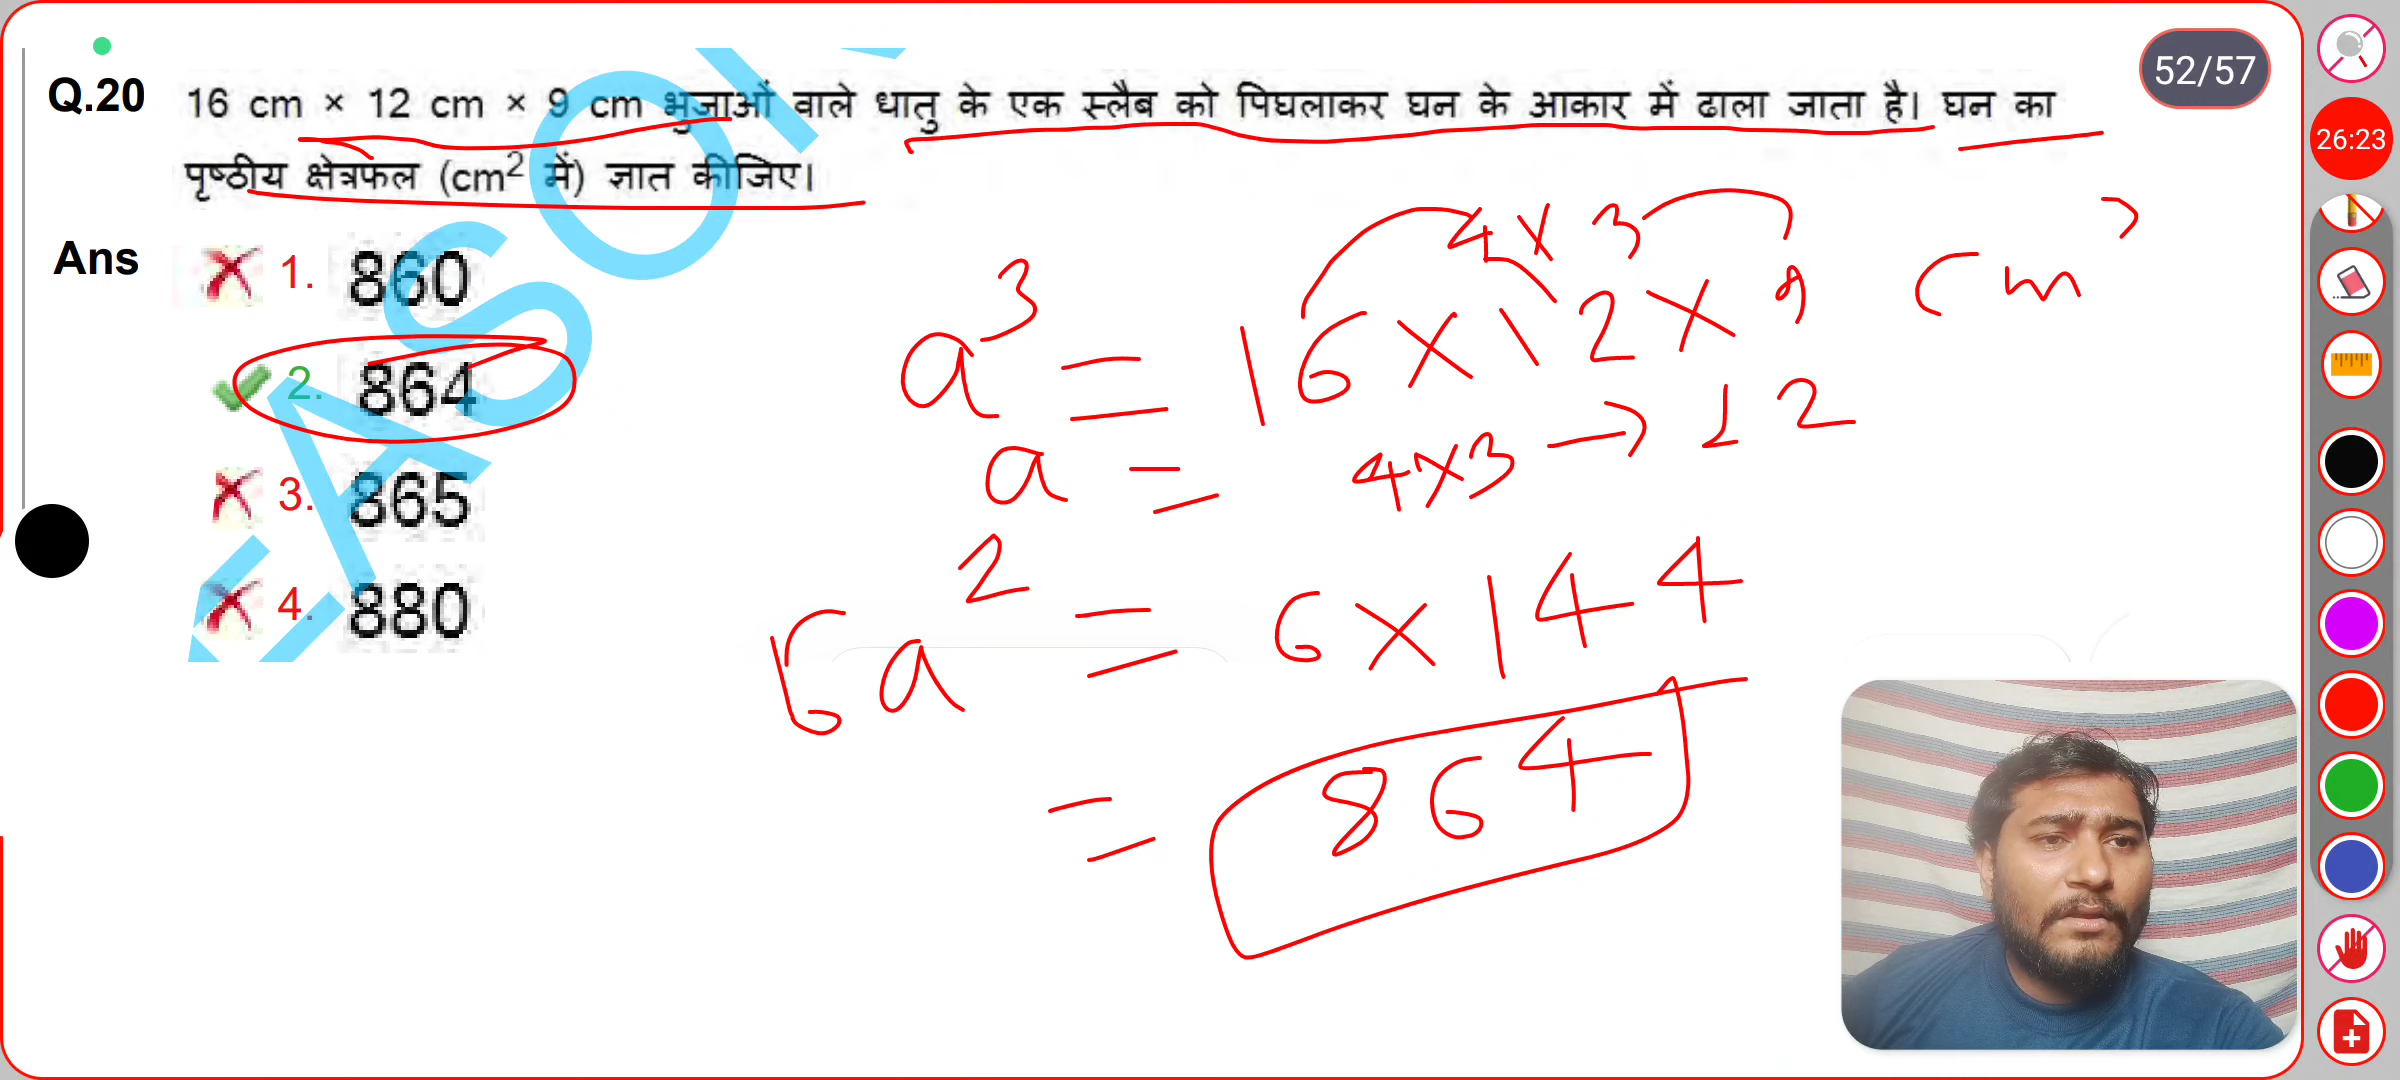 52/57
26:23
Q.20 16 cm × 12 cm × 9 cm भुजाओं वाले धातु के एक स्लैब को पिघलाकर घन के आकार में ढाला जाता है। घन का
पृष्ठीय क्षेत्रफल (cm² में) ज्ञात कीजिए।
Ans 1. 860
2. 864
3. 865
4. 880
4 × 3
a³ = 16 × 12 × 9 cm³
a = 4×3 → 12
6a² = 6 × 144
= 864